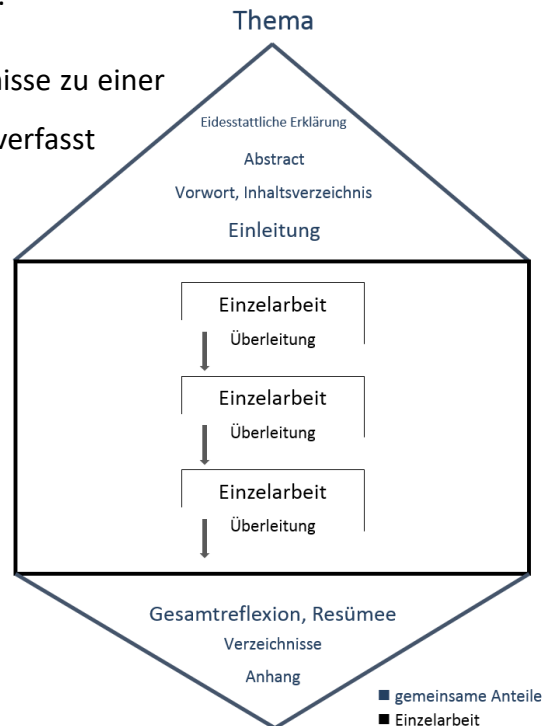 Thema
nisse zu einer
verfasst
Eidesstattliche Erklärung
Abstract
Vorwort, Inhaltsverzeichnis
Einleitung
Einzelarbeit
Überleitung
Einzelarbeit
Überleitung
Einzelarbeit
Überleitung
Gesamtreflexion, Resümee
Verzeichnisse
Anhang
gemeinsame Anteile
Einzelarbeit